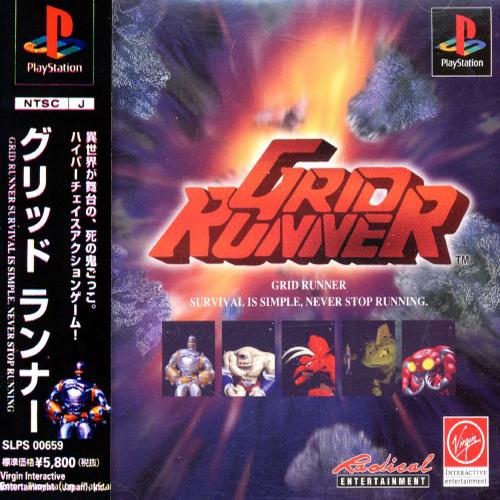 PlayStation
NTSC J
異世界が舞台の、死の鬼ごっこ。
ハイパーチェイスアクションゲーム!
グリッド ランナー
GRID RUNNER SURVIVAL IS SIMPLE, NEVER STOP RUNNING
SLPS 00659
標準価格¥5,800(税抜)
Virgin Interactive
Entertainment (Japan), Inc.
PlayStation
GRID
RUNNER
TM
GRID RUNNER
SURVIVAL IS SIMPLE, NEVER STOP RUNNING.
Radical
ENTERTAINMENT
Virgin
INTERACTIVE
entertainment